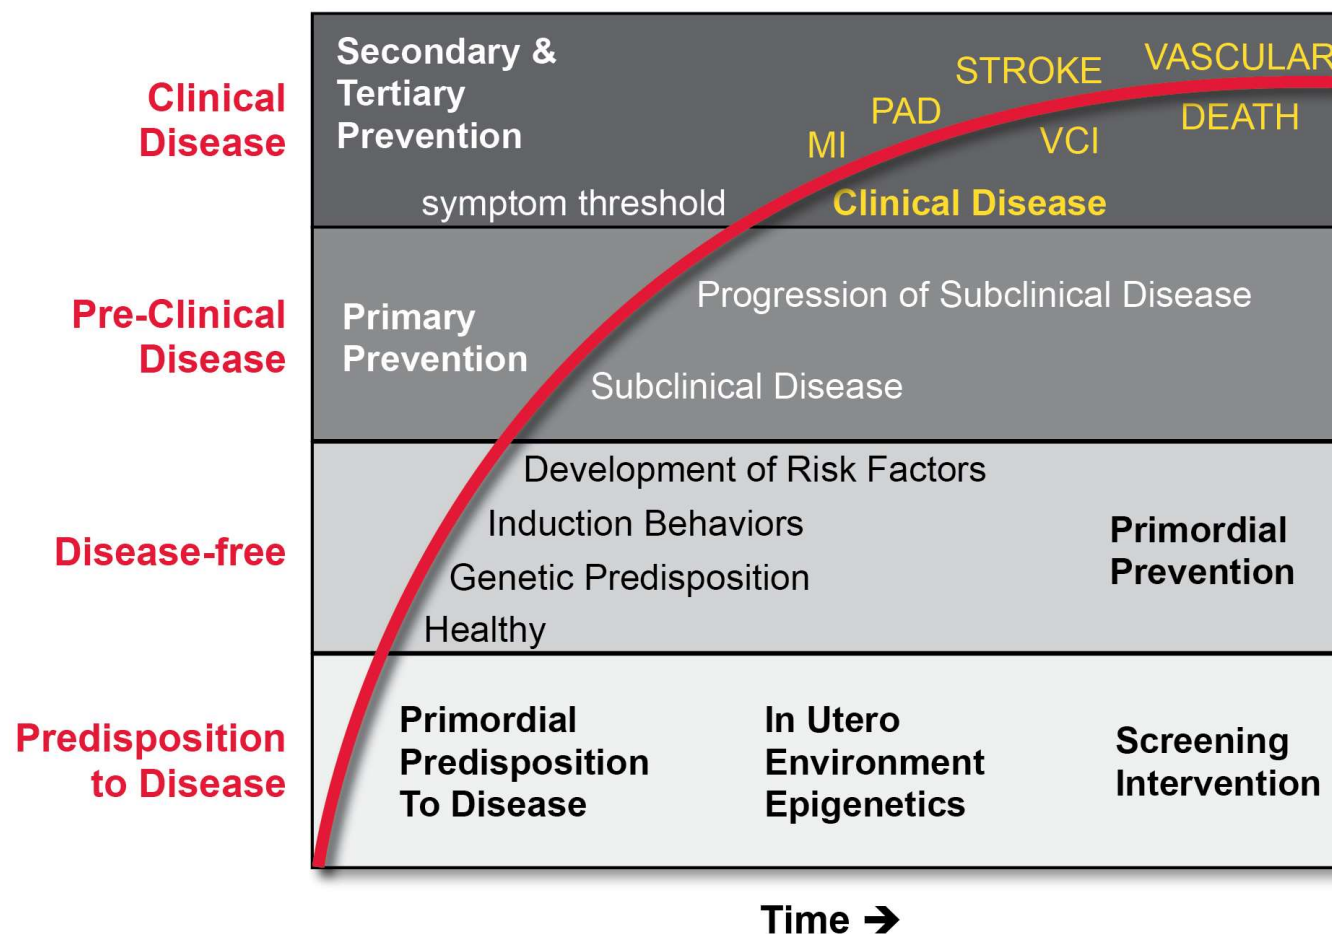 Clinical
Disease
Secondary &
Tertiary
Prevention
symptom threshold
MI
PAD
STROKE
VCI
VASCULAR
DEATH
Clinical Disease
Pre-Clinical
Disease
Primary
Prevention
Progression of Subclinical Disease
Subclinical Disease
Disease-free
Development of Risk Factors
Induction Behaviors
Genetic Predisposition
Healthy
Primordial
Prevention
Predisposition
to Disease
Primordial
Predisposition
To Disease
In Utero
Environment
Epigenetics
Screening
Intervention
Time ➔